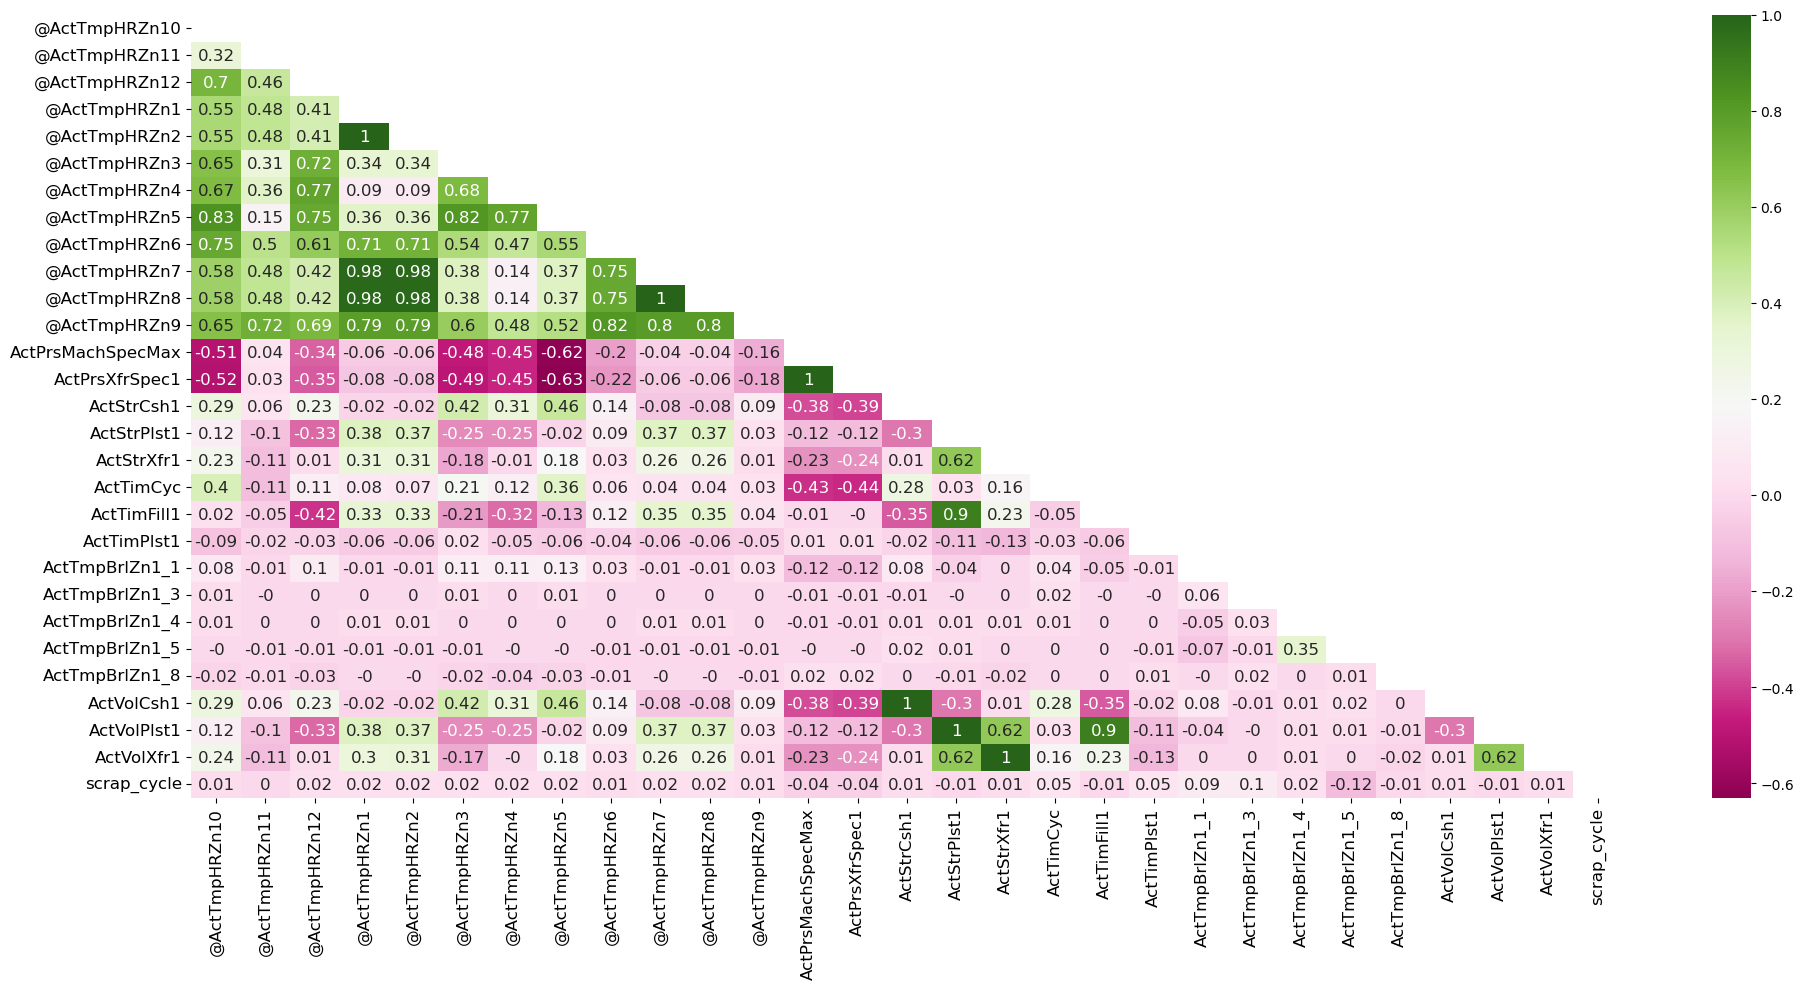 @ActTmpHRZn10 1.0
@ActTmpHRZn11 0.32
@ActTmpHRZn12 0.7 0.46
@ActTmpHRZn1 0.55 0.48 0.41 0.8
@ActTmpHRZn2 0.55 0.48 0.41 1
@ActTmpHRZn3 0.65 0.31 0.72 0.34 0.34
@ActTmpHRZn4 0.67 0.36 0.77 0.09 0.09 0.68
@ActTmpHRZn5 0.83 0.15 0.75 0.36 0.36 0.82 0.77 0.6
@ActTmpHRZn6 0.75 0.5 0.61 0.71 0.71 0.54 0.47 0.55
@ActTmpHRZn7 0.58 0.48 0.42 0.98 0.98 0.38 0.14 0.37 0.75
@ActTmpHRZn8 0.58 0.48 0.42 0.98 0.98 0.38 0.14 0.37 0.75 1 0.4
@ActTmpHRZn9 0.65 0.72 0.69 0.79 0.79 0.6 0.48 0.52 0.82 0.8 0.8
ActPrsMachSpecMax -0.51 0.04 -0.34 -0.06 -0.06 -0.48 -0.45 -0.62 -0.2 -0.04 -0.04 -0.16
ActPrsXfrSpec1 -0.52 0.03 -0.35 -0.08 -0.08 -0.49 -0.45 -0.63 -0.22 -0.06 -0.06 -0.18 1
ActStrCsh1 0.29 0.06 0.23 -0.02 -0.02 0.42 0.31 0.46 0.14 -0.08 -0.08 0.09 -0.38 -0.39 0.2
ActStrPlst1 0.12 -0.1 -0.33 0.38 0.37 -0.25 -0.25 -0.02 0.09 0.37 0.37 0.03 -0.12 -0.12 -0.3
ActStrXfr1 0.23 -0.11 0.01 0.31 0.31 -0.18 -0.01 0.18 0.03 0.26 0.26 0.01 -0.23 -0.24 0.01 0.62
ActTimCyc 0.4 -0.11 0.11 0.08 0.07 0.21 0.12 0.36 0.06 0.04 0.04 0.03 -0.43 -0.44 0.28 0.03 0.16
0.0
ActTimFill1 0.02 -0.05 -0.42 0.33 0.33 -0.21 -0.32 -0.13 0.12 0.35 0.35 0.04 -0.01 -0 -0.35 0.9 0.23 -0.05
ActTimPlst1 -0.09 -0.02 -0.03 -0.06 -0.06 0.02 -0.05 -0.06 -0.04 -0.06 -0.06 -0.05 0.01 0.01 -0.02 -0.11 -0.13 -0.03 -0.06
ActTmpBrlZn1_1 0.08 -0.01 0.1 -0.01 -0.01 0.11 0.11 0.13 0.03 -0.01 -0.01 0.03 -0.12 -0.12 0.08 -0.04 0 0.04 -0.05 -0.01
ActTmpBrlZn1_3 0.01 -0 0 0 0 0.01 0 0.01 0 0 0 0 -0.01 -0.01 -0.01 -0 0 0.02 -0 -0 0.06 -0.2
ActTmpBrlZn1_4 0.01 0 0 0.01 0.01 0 0 0 0 0.01 0.01 0 -0.01 -0.01 0.01 0.01 0.01 0.01 0 0 -0.05 0.03
ActTmpBrlZn1_5 -0 -0.01 -0.01 -0.01 -0.01 -0.01 -0 -0 -0.01 -0.01 -0.01 -0.01 -0 -0 0.02 0.01 0 0 0 -0.01 -0.07 -0.01 0.35
ActTmpBrlZn1_8 -0.02 -0.01 -0.03 -0 -0 -0.02 -0.04 -0.03 -0.01 -0 -0 -0.01 0.02 0.02 0 -0.01 -0.02 0 -0.01 0.01 -0 0.02 0 0.01
ActVolCsh1 0.29 0.06 0.23 -0.02 -0.02 0.42 0.31 0.46 0.14 -0.08 -0.08 0.09 -0.38 -0.39 1 -0.3 0.01 0.28 -0.35 -0.02 0.08 -0.01 0.01 0.02 0 -0.4
ActVolPlst1 0.12 -0.1 -0.33 0.38 0.37 -0.25 -0.25 -0.02 0.09 0.37 0.37 0.03 -0.12 -0.12 -0.3 1 0.62 0.03 0.9 -0.11 -0.04 -0 0.01 0.01 -0.01 -0.3
ActVolXfr1 0.24 -0.11 0.01 0.3 0.31 -0.17 -0 0.18 0.03 0.26 0.26 0.01 -0.23 -0.24 0.01 0.62 1 0.16 0.23 -0.13 0 0 0.01 0 -0.02 0.01 0.62
scrap_cycle 0.01 0 0.02 0.02 0.02 0.02 0.02 0.02 0.01 0.02 0.02 0.01 -0.04 -0.04 0.01 -0.01 0.01 0.05 -0.01 0.05 0.09 0.1 0.02 -0.12 -0.01 0.01 -0.01 0.01 -0.6
@ActTmpHRZn10
@ActTmpHRZn11
@ActTmpHRZn12
@ActTmpHRZn1
@ActTmpHRZn2
@ActTmpHRZn3
@ActTmpHRZn4
@ActTmpHRZn5
@ActTmpHRZn6
@ActTmpHRZn7
@ActTmpHRZn8
@ActTmpHRZn9
ActPrsMachSpecMax
ActPrsXfrSpec1
ActStrCsh1
ActStrPlst1
ActStrXfr1
ActTimCyc
ActTimFill1
ActTimPlst1
ActTmpBrlZn1_1
ActTmpBrlZn1_3
ActTmpBrlZn1_4
ActTmpBrlZn1_5
ActTmpBrlZn1_8
ActVolCsh1
ActVolPlst1
ActVolXfr1
scrap_cycle